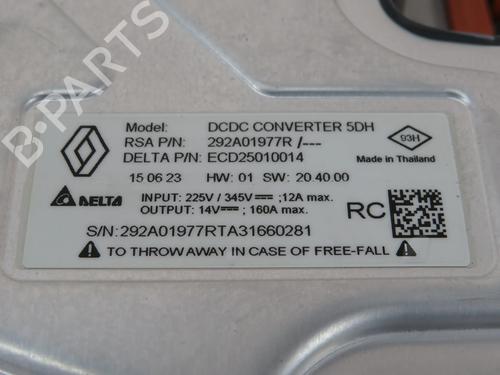 Model: DCDC CONVERTER 5DH
RSA P/N: 292A01977R /---
DELTA P/N: ECD25010014
93H
Made in Thailand
15 06 23 HW: 01 SW: 20 40 00
DELTA
INPUT: 225V / 345V ⎓ ;12A max.
OUTPUT: 14V⎓ ; 160A max.
RC
S/N:292A01977RTA31660281
TO THROW AWAY IN CASE OF FREE-FALL
B-PARTS